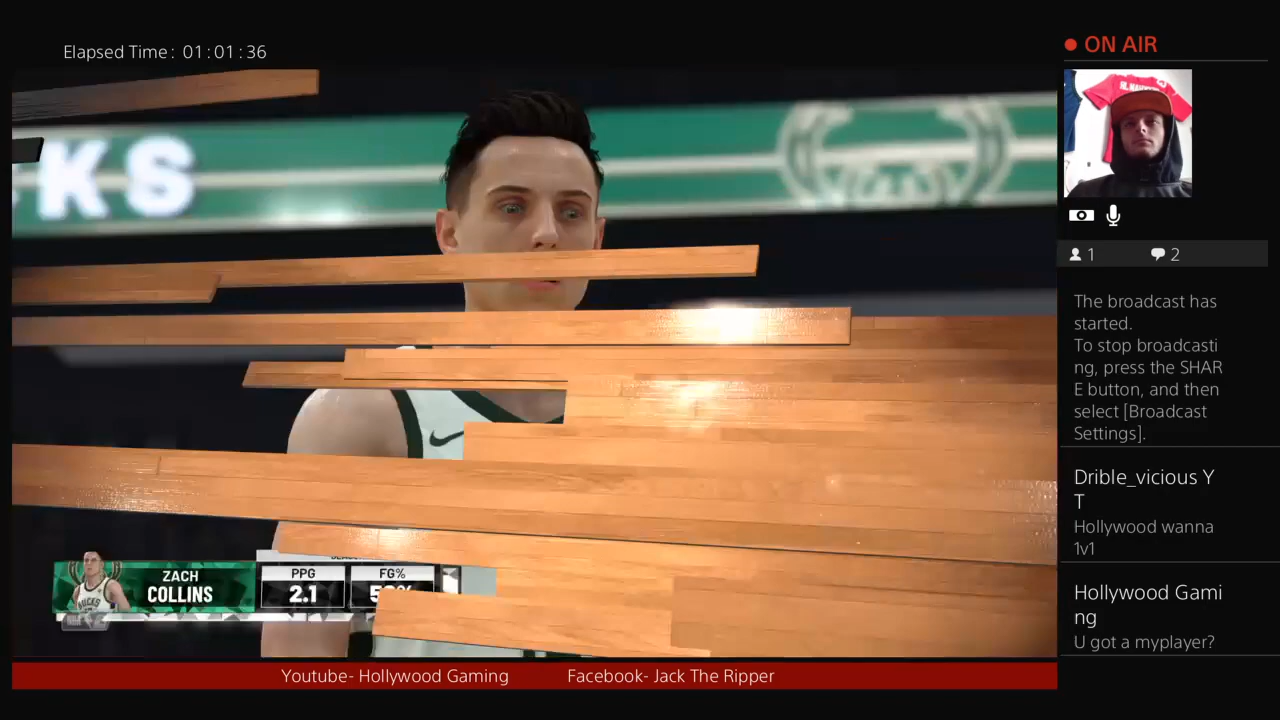 Elapsed Time: 01:01:36
ON AIR
KS
1
2
The broadcast has
started.
To stop broadcasti
ng, press the SHAR
E button, and then
select [Broadcast
Settings].
Drible_vicious Y
T
Hollywood wanna
1v1
Hollywood Gami
ng
U got a myplayer?
ZACH
COLLINS
PPG
2.1
FG%
BUCKS
Youtube- Hollywood Gaming
Facebook- Jack The Ripper